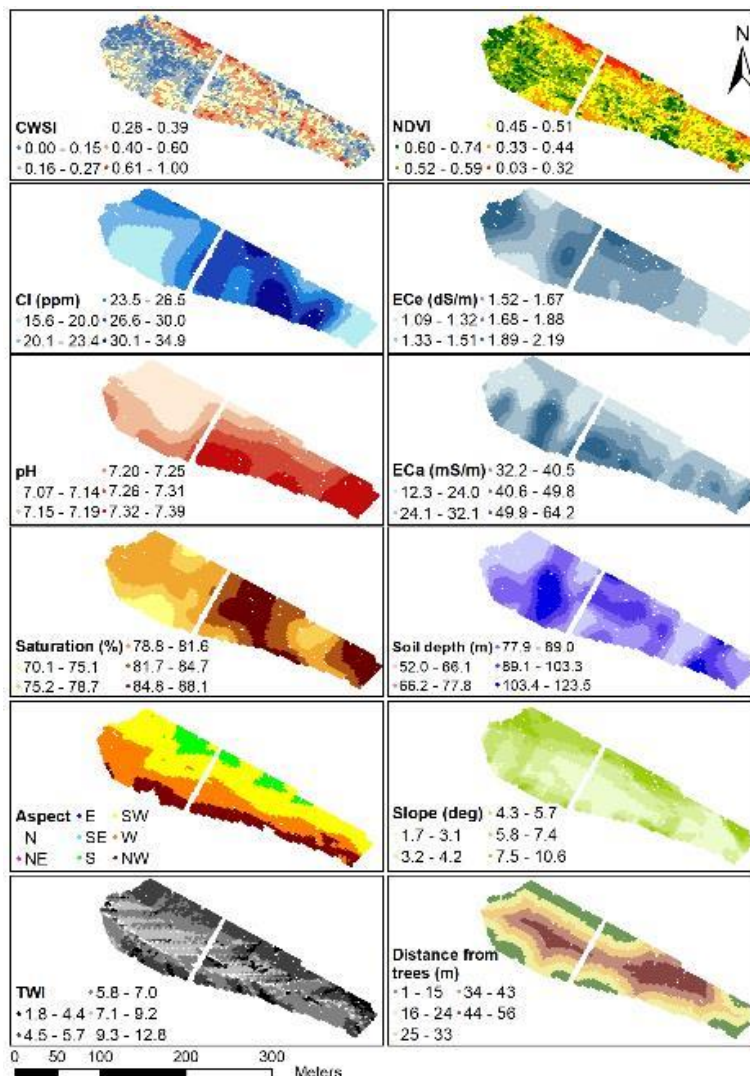 CWSI 0.28 - 0.39
0.00 - 0.15 0.40 - 0.60
0.16 - 0.27 0.61 - 1.00
N
NDVI 0.45 - 0.51
0.60 - 0.74 0.33 - 0.44
0.52 - 0.59 0.03 - 0.32
Cl (ppm) 23.5 - 26.5
15.6 - 20.0 26.6 - 30.0
20.1 - 23.4 30.1 - 34.9
ECe (dS/m) 1.52 - 1.67
1.09 - 1.32 1.68 - 1.88
1.33 - 1.51 1.89 - 2.19
pH 7.20 - 7.25
7.07 - 7.14 7.26 - 7.31
7.15 - 7.19 7.32 - 7.39
ECa (mS/m) 32.2 - 40.5
12.3 - 24.0 40.6 - 49.8
24.1 - 32.1 49.9 - 64.2
Saturation (%) 78.8 - 81.6
70.1 - 75.1 81.7 - 84.7
75.2 - 78.7 84.8 - 88.1
Soil depth (m) 77.9 - 89.0
52.0 - 66.1 89.1 - 103.3
66.2 - 77.8 103.4 - 123.5
Aspect E SW
N SE W
NE S NW
Slope (deg) 4.3 - 5.7
1.7 - 3.1 5.8 - 7.4
3.2 - 4.2 7.5 - 10.6
TWI 5.8 - 7.0
1.8 - 4.4 7.1 - 9.2
4.5 - 5.7 9.3 - 12.8
Distance from
trees (m)
1 - 15 34 - 43
16 - 24 44 - 56
25 - 33
0 50 100 200 300
Meters